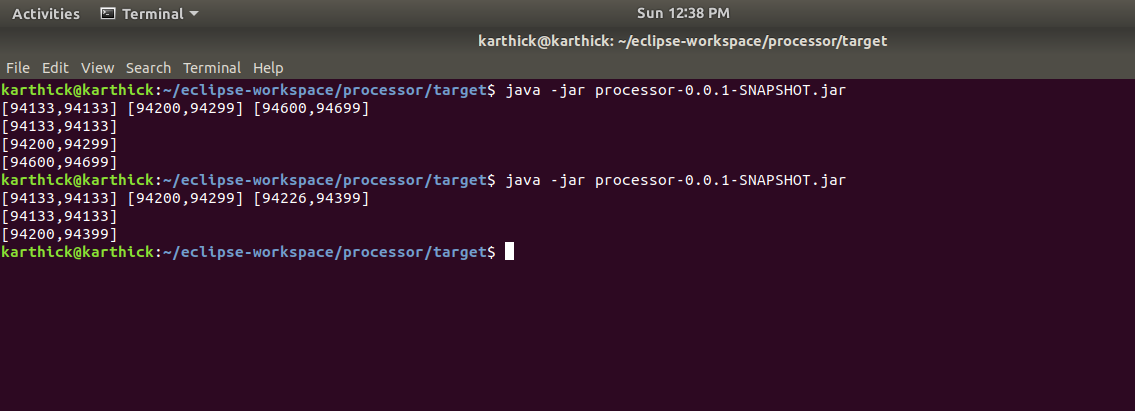 Activities Terminal Sun 12:38 PM
karthick@karthick: ~/eclipse-workspace/processor/target
File Edit View Search Terminal Help
karthick@karthick:~/eclipse-workspace/processor/target$ java -jar processor-0.0.1-SNAPSHOT.jar
[94133,94133] [94200,94299] [94600,94699]
[94133,94133]
[94200,94299]
[94600,94699]
karthick@karthick:~/eclipse-workspace/processor/target$ java -jar processor-0.0.1-SNAPSHOT.jar
[94133,94133] [94200,94299] [94226,94399]
[94133,94133]
[94200,94399]
karthick@karthick:~/eclipse-workspace/processor/target$